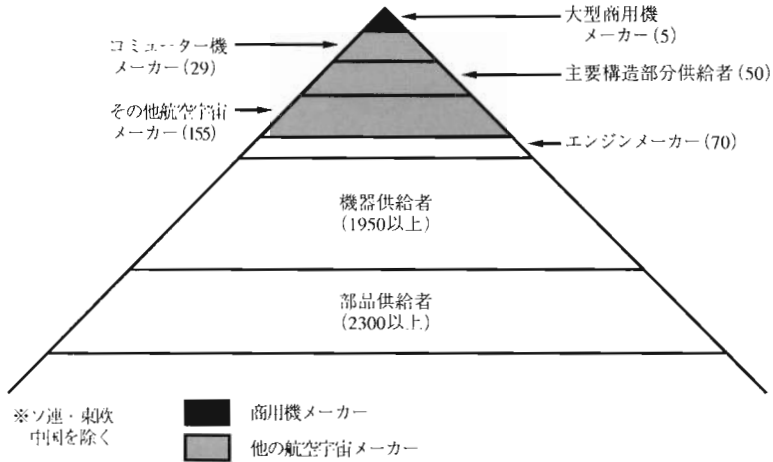 大型商用機
メーカー(5)
コミューター機
メーカー(29)
主要構造部分供給者(50)
その他航空宇宙
メーカー(155)
エンジンメーカー(70)
機器供給者
(1950以上)
部品供給者
(2300以上)
※ソ連・東欧
中国を除く
商用機メーカー
他の航空宇宙メーカー